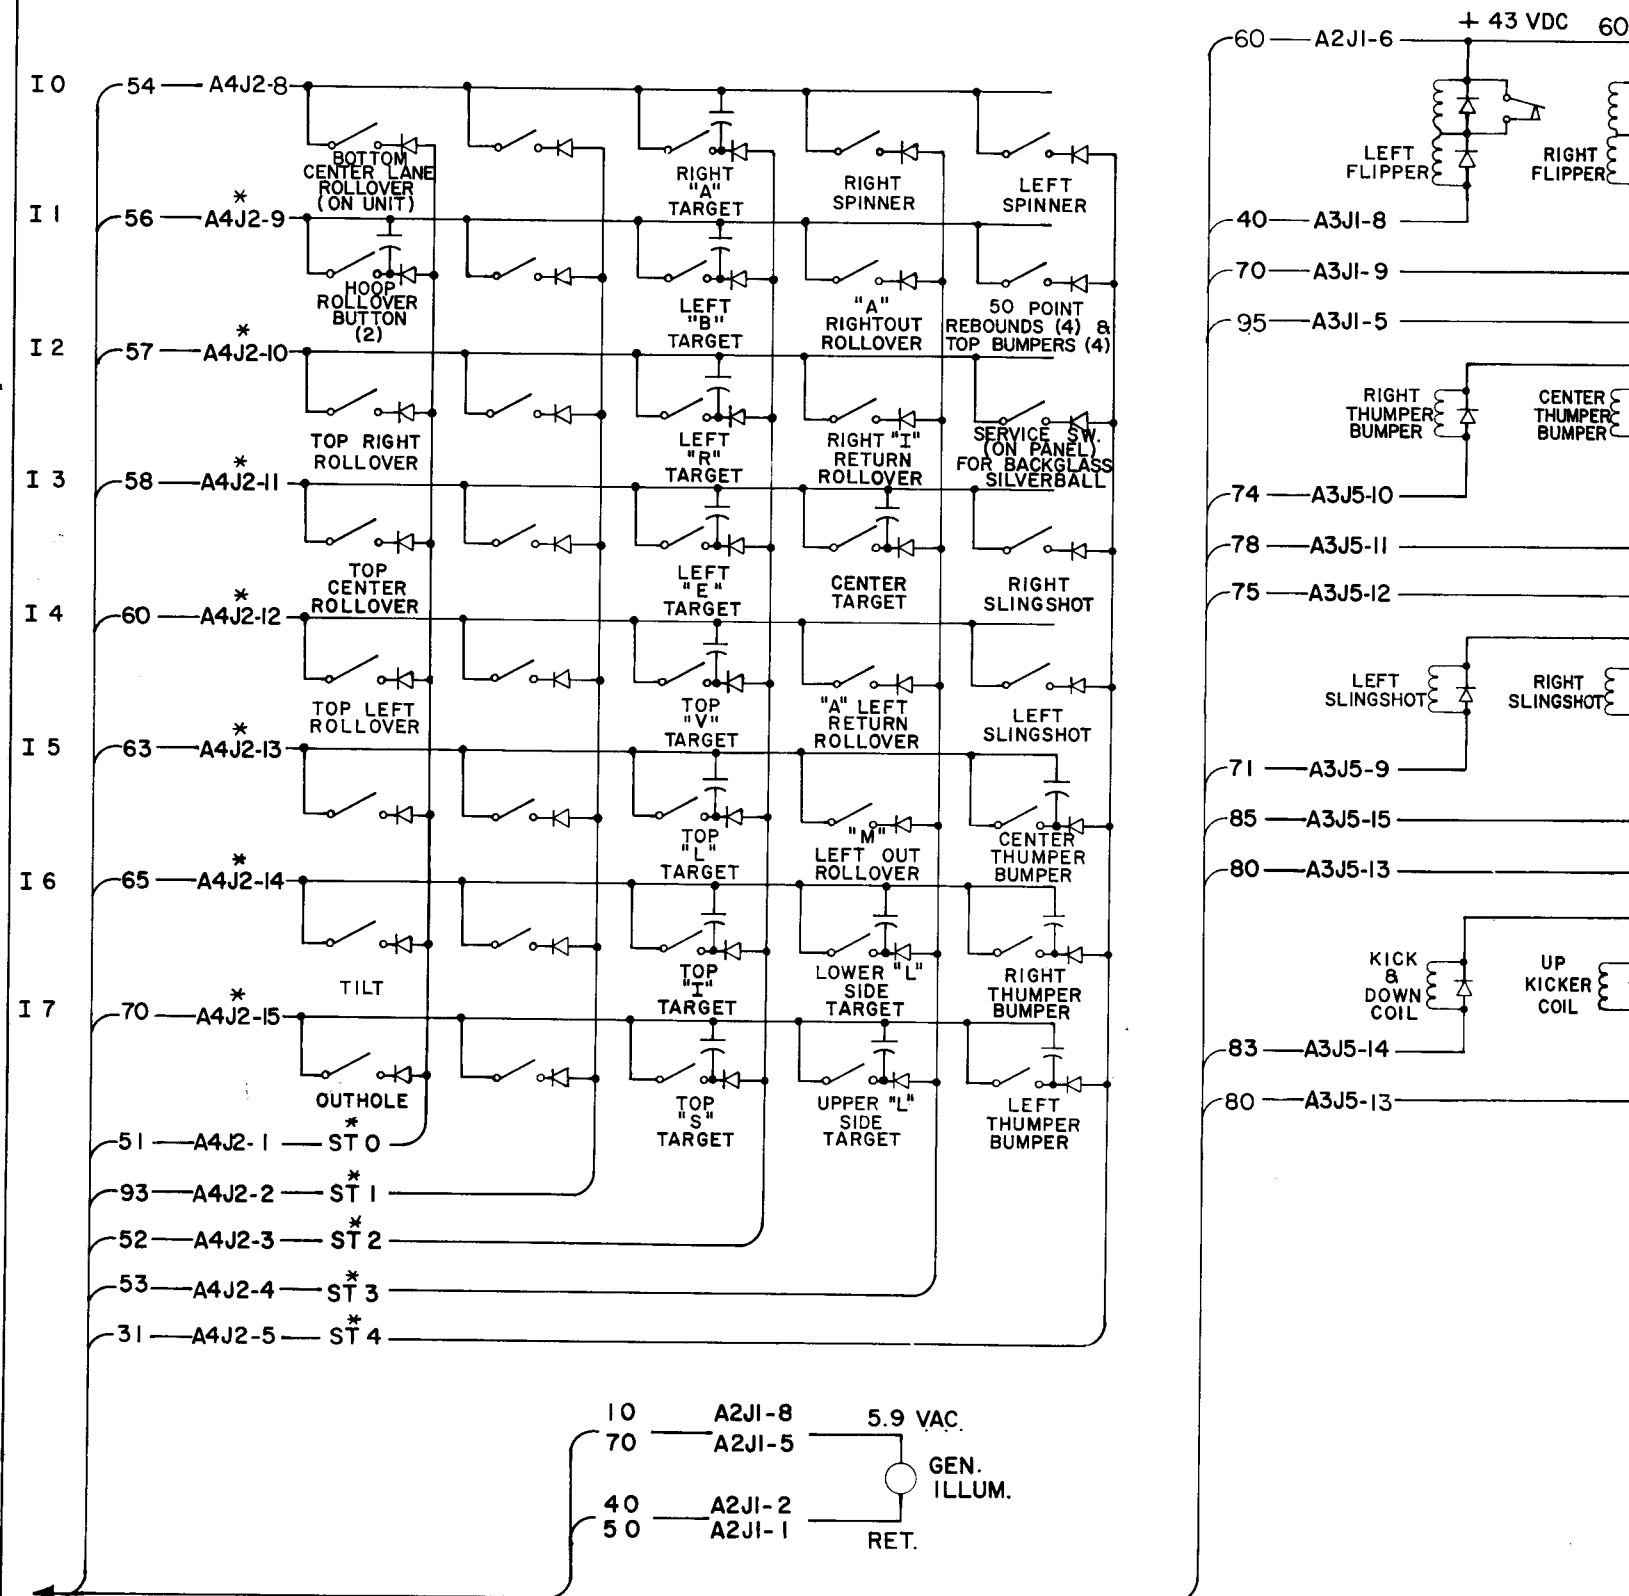 I 0
54 A4J2-8
BOTTOM
CENTER LANE
ROLLOVER
(ON UNIT)
RIGHT
"A"
TARGET
RIGHT
SPINNER
LEFT
SPINNER
I 1
56 A4J2-9
*
HOOP
ROLLOVER
BUTTON
(2)
LEFT
"B"
TARGET
"A"
RIGHTOUT
ROLLOVER
50 POINT
REBOUNDS (4) &
TOP BUMPERS (4)
I 2
57 A4J2-10
*
TOP RIGHT
ROLLOVER
LEFT
"R"
TARGET
RIGHT "I"
RETURN
ROLLOVER
SERVICE SW.
(ON PANEL)
FOR BACKGLASS
SILVERBALL
I 3
58 A4J2-11
*
TOP
CENTER
ROLLOVER
LEFT
"E"
TARGET
CENTER
TARGET
RIGHT
SLINGSHOT
I 4
60 A4J2-12
*
TOP LEFT
ROLLOVER
TOP
"V"
TARGET
"A" LEFT
RETURN
ROLLOVER
LEFT
SLINGSHOT
I 5
63 A4J2-13
*
TOP
"L"
TARGET
"M"
LEFT OUT
ROLLOVER
CENTER
THUMPER
BUMPER
I 6
65 A4J2-14
*
TILT
TOP
"I"
TARGET
LOWER "L"
SIDE
TARGET
RIGHT
THUMPER
BUMPER
I 7
70 A4J2-15
*
OUTHOLE
TOP
"S"
TARGET
UPPER "L"
SIDE
TARGET
LEFT
THUMPER
BUMPER
51 A4J2-1 ST 0
*
93 A4J2-2 ST 1
*
52 A4J2-3 ST 2
*
53 A4J2-4 ST 3
*
31 A4J2-5 ST 4
*
10 A2J1-8 5.9 VAC.
70 A2J1-5
GEN.
ILLUM.
40 A2J1-2
50 A2J1-1
RET.
+ 43 VDC 60
60 A2J1-6
LEFT
FLIPPER
RIGHT
FLIPPER
40 A3J1-8
70 A3J1-9
95 A3J1-5
RIGHT
THUMPER
BUMPER
CENTER
THUMPER
BUMPER
74 A3J5-10
78 A3J5-11
75 A3J5-12
LEFT
SLINGSHOT
RIGHT
SLINGSHOT
71 A3J5-9
85 A3J5-15
80 A3J5-13
KICK
&
DOWN
COIL
UP
KICKER
COIL
83 A3J5-14
80 A3J5-13